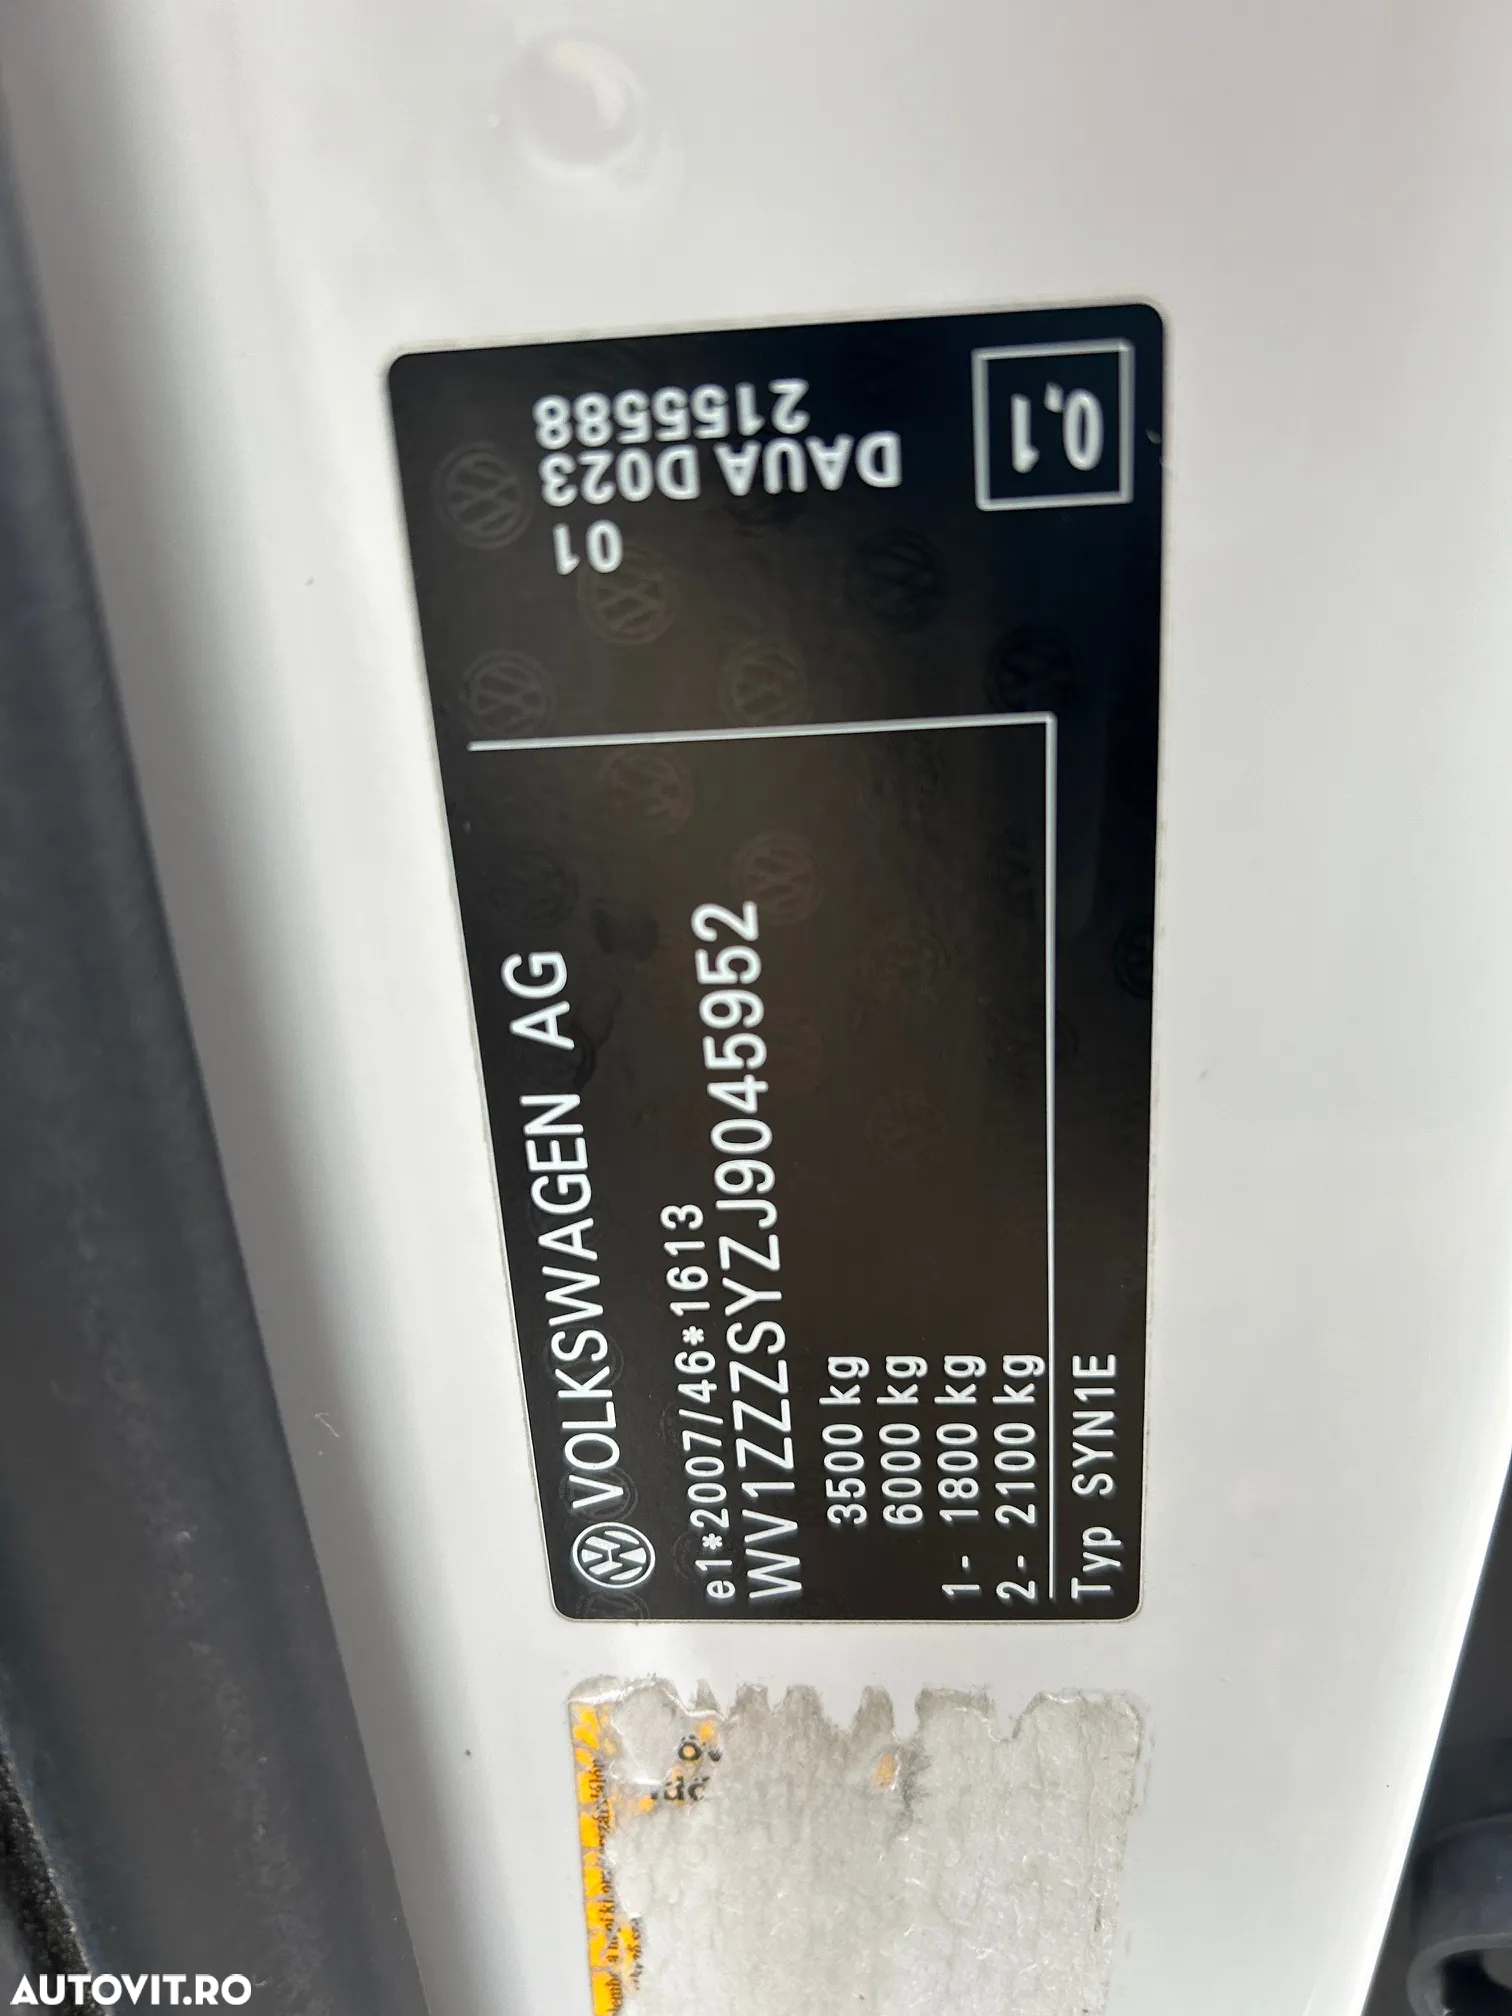 VOLKSWAGEN AG
e1*2007/46*1613
WV1ZZZSYZJ9045952
3500 kg
6000 kg
1- 1800 kg
2- 2100 kg
Typ SYN1E
0,1
2155588
DAUA D023
01
AUTOVIT.RO